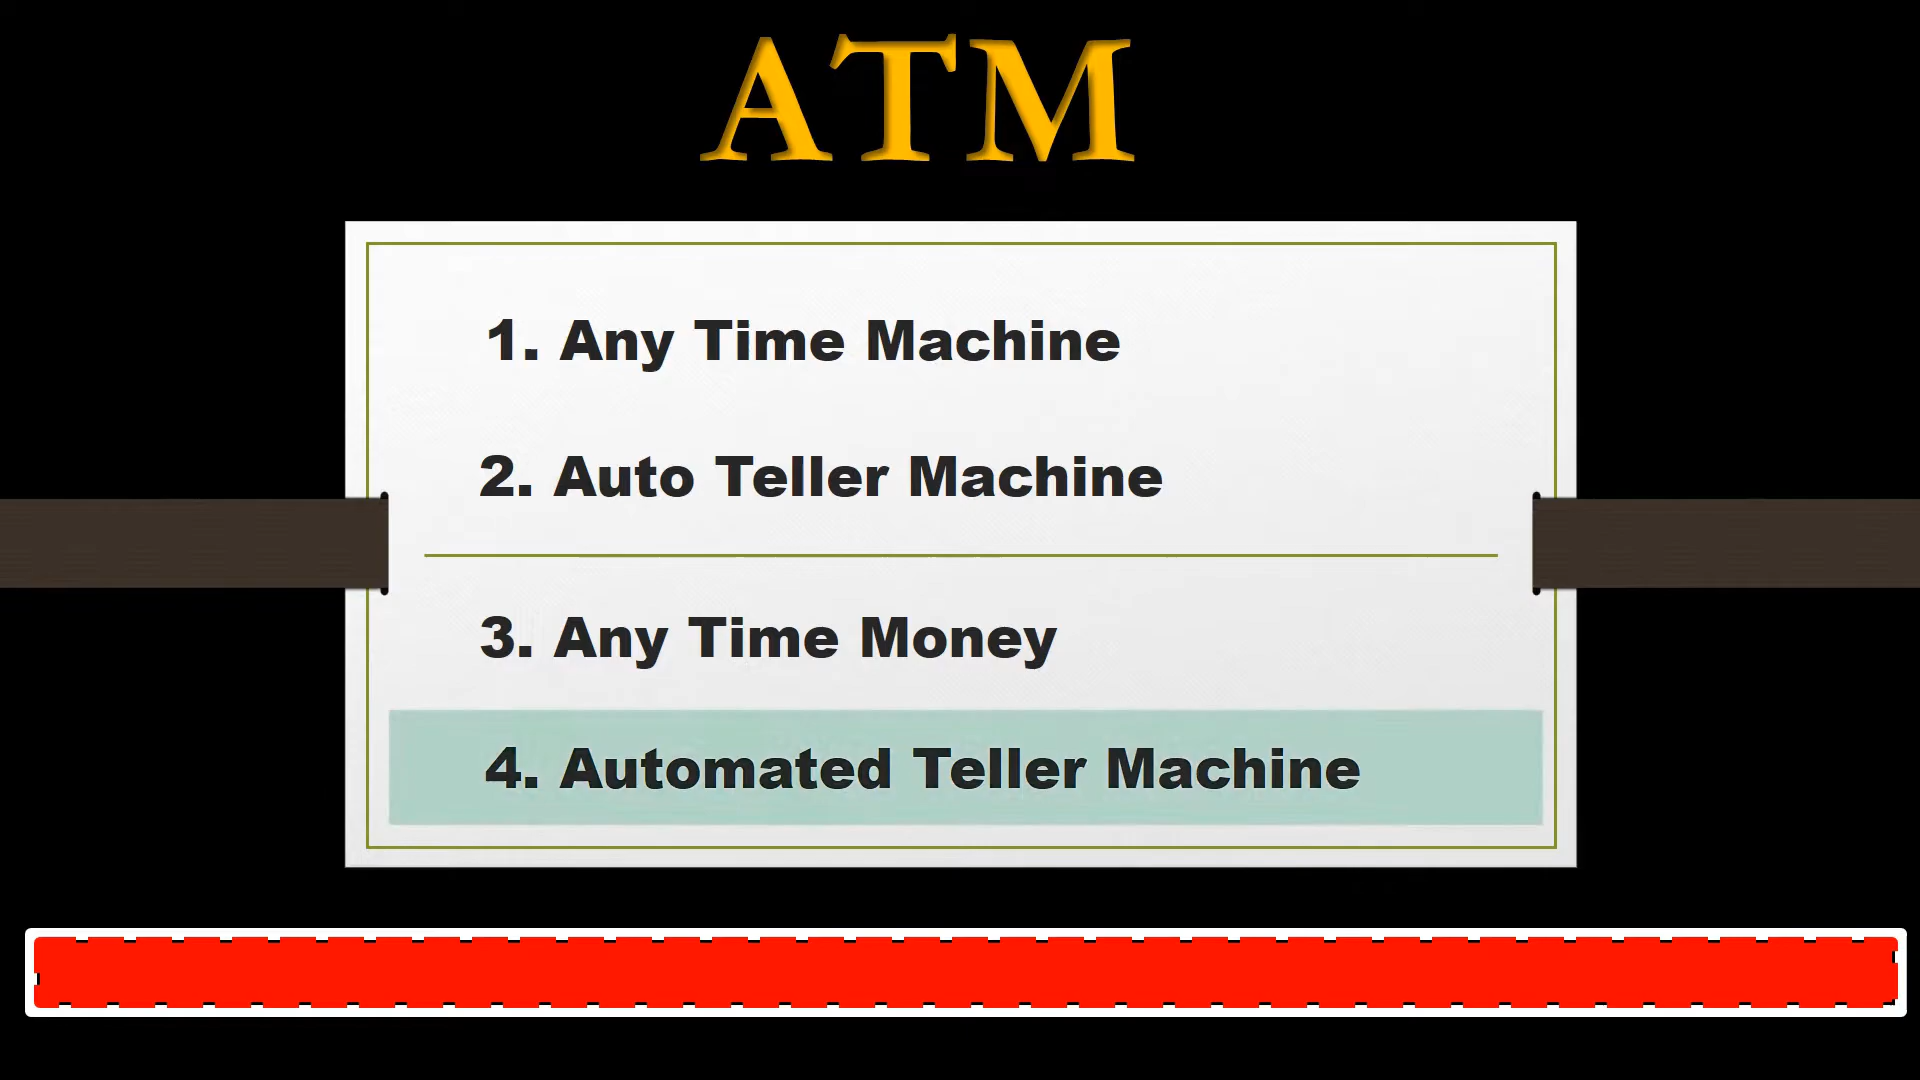 ATM
1. Any Time Machine
2. Auto Teller Machine
3. Any Time Money
4. Automated Teller Machine